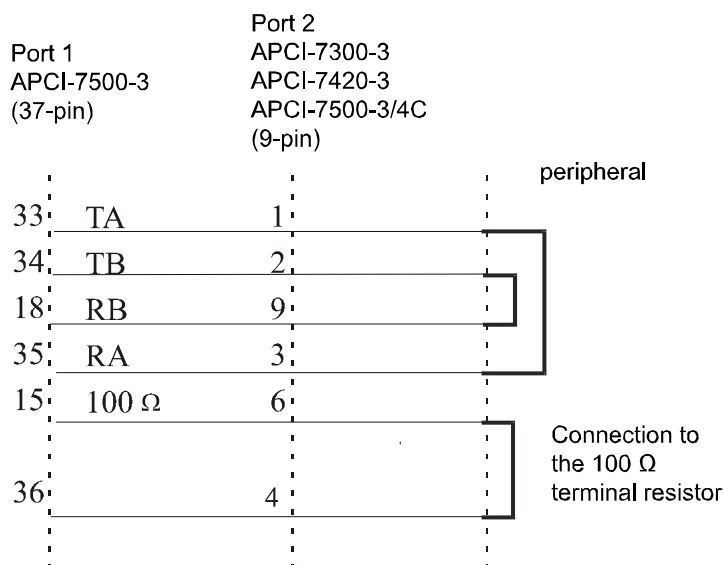 Port 1
APCI-7500-3
(37-pin)
Port 2
APCI-7300-3
APCI-7420-3
APCI-7500-3/4C
(9-pin)
peripheral
33 TA 1
34 TB 2
18 RB 9
35 RA 3
15 100 Ω 6
36 4
Connection to
the 100 Ω
terminal resistor